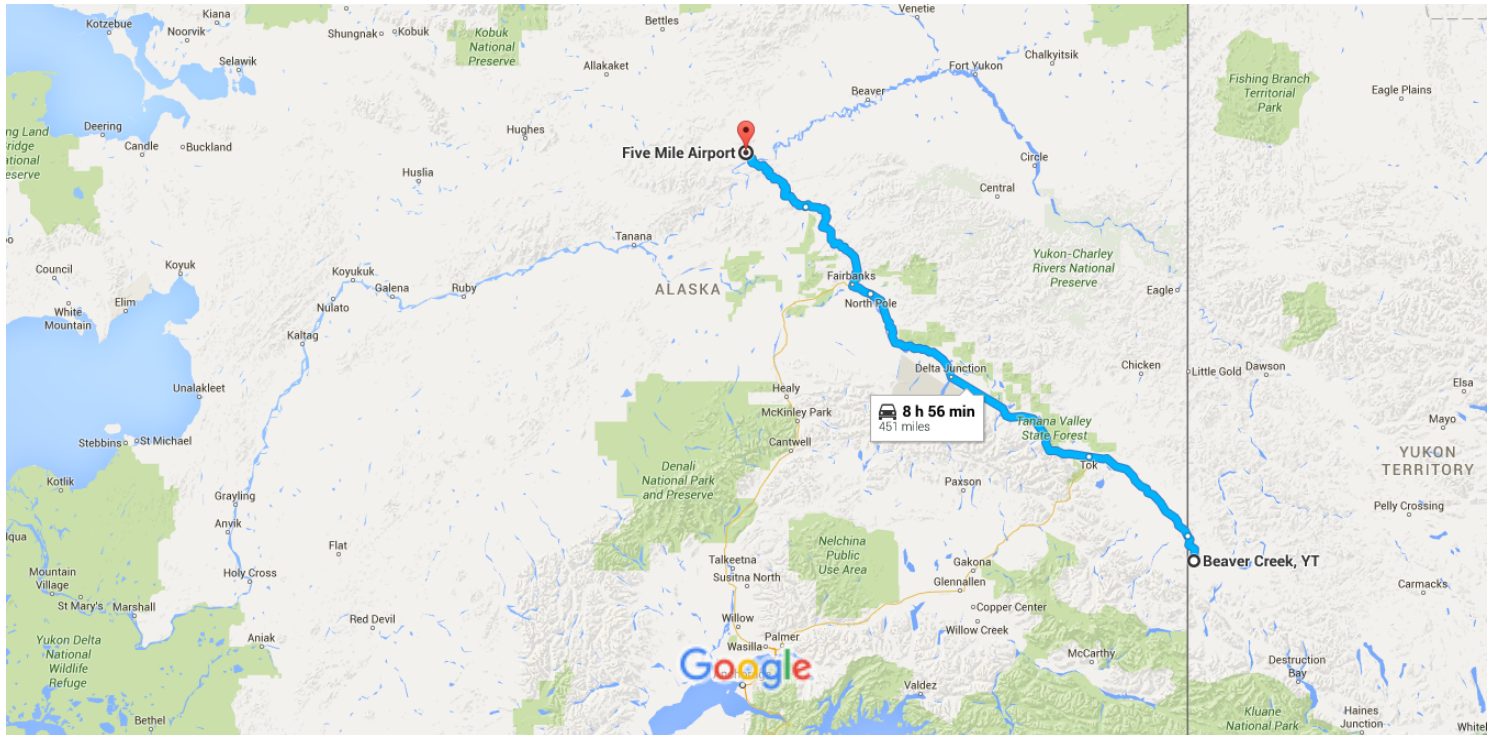 Kotzebue
Kiana
Noorvik
Shungnak
Kobuk
Kobuk
National
Preserve
Bettles
Venetie
Selawik
Allakaket
Fort Yukon
Chalkyitsik
Fishing Branch
Territorial
Park
Eagle Plains
Beaver
Deering
Candle
Buckland
Hughes
Five Mile Airport
Huslia
Circle
Central
Tanana
Council
Koyuk
Koyukuk
Galena
Ruby
ALASKA
Fairbanks
North Pole
Yukon-Charley
Rivers National
Preserve
Eagle
White
Mountain
Elim
Nulato
Kaltag
Unalakleet
Delta Junction
Chicken
Little Gold
Dawson
Elsa
Healy
McKinley Park
Cantwell
8 h 56 min
451 miles
Tanana Valley
State Forest
Mayo
Stebbins
St Michael
YUKON
TERRITORY
Kotlik
Denali
National Park
and Preserve
Tok
Paxson
Grayling
Anvik
Pelly Crossing
Flat
Nelchina
Public
Use Area
Beaver Creek, YT
Mountain
Village
Holy Cross
Talkeetna
Susitna North
Gakona
Glennallen
Carmacks
St Mary's
Marshall
Red Devil
Willow
Copper Center
Willow Creek
Yukon Delta
National
Wildlife
Refuge
Aniak
Wasilla
Palmer
McCarthy
Google
Destruction
Bay
Valdez
Bethel
Kluane
National Park
Haines
Junction